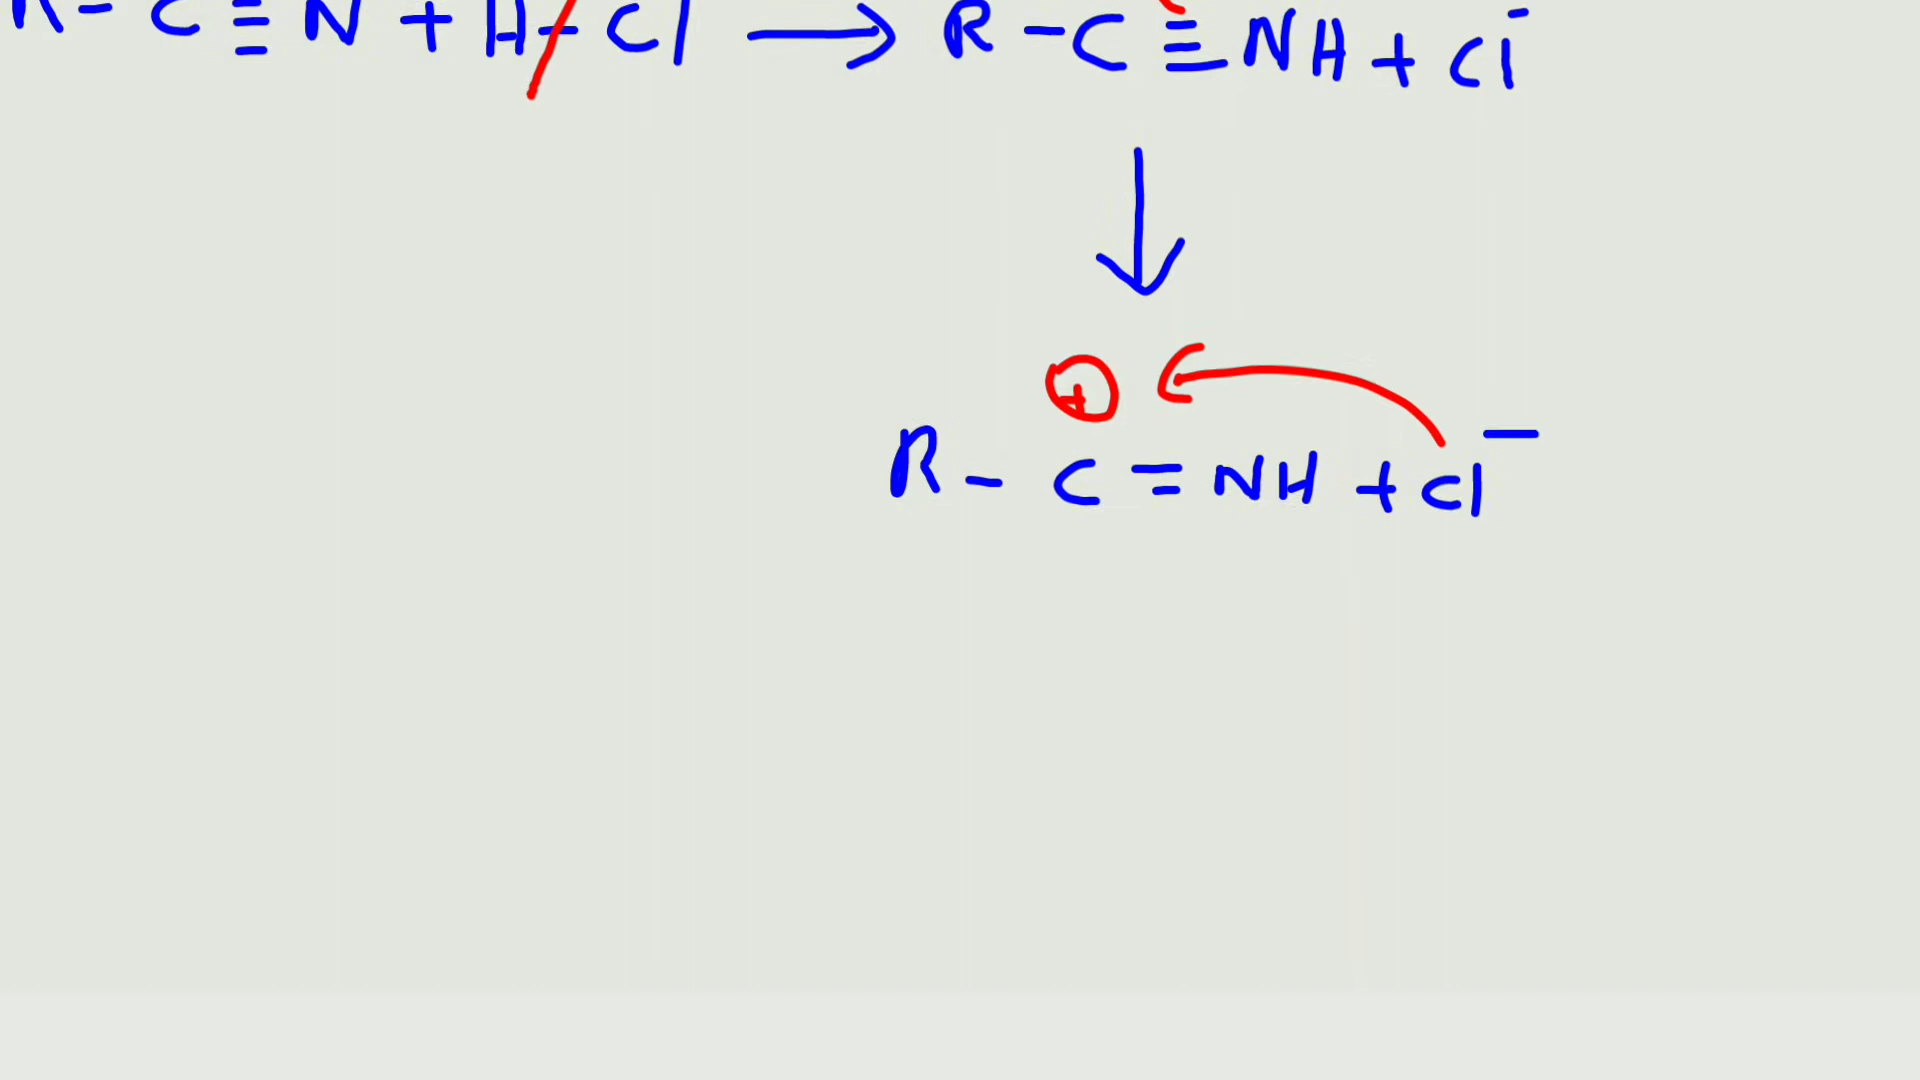 R - C ≡ N + H - Cl → R - C ≡ NH + Cl⁻
↓
⊕
R - C = NH + Cl⁻